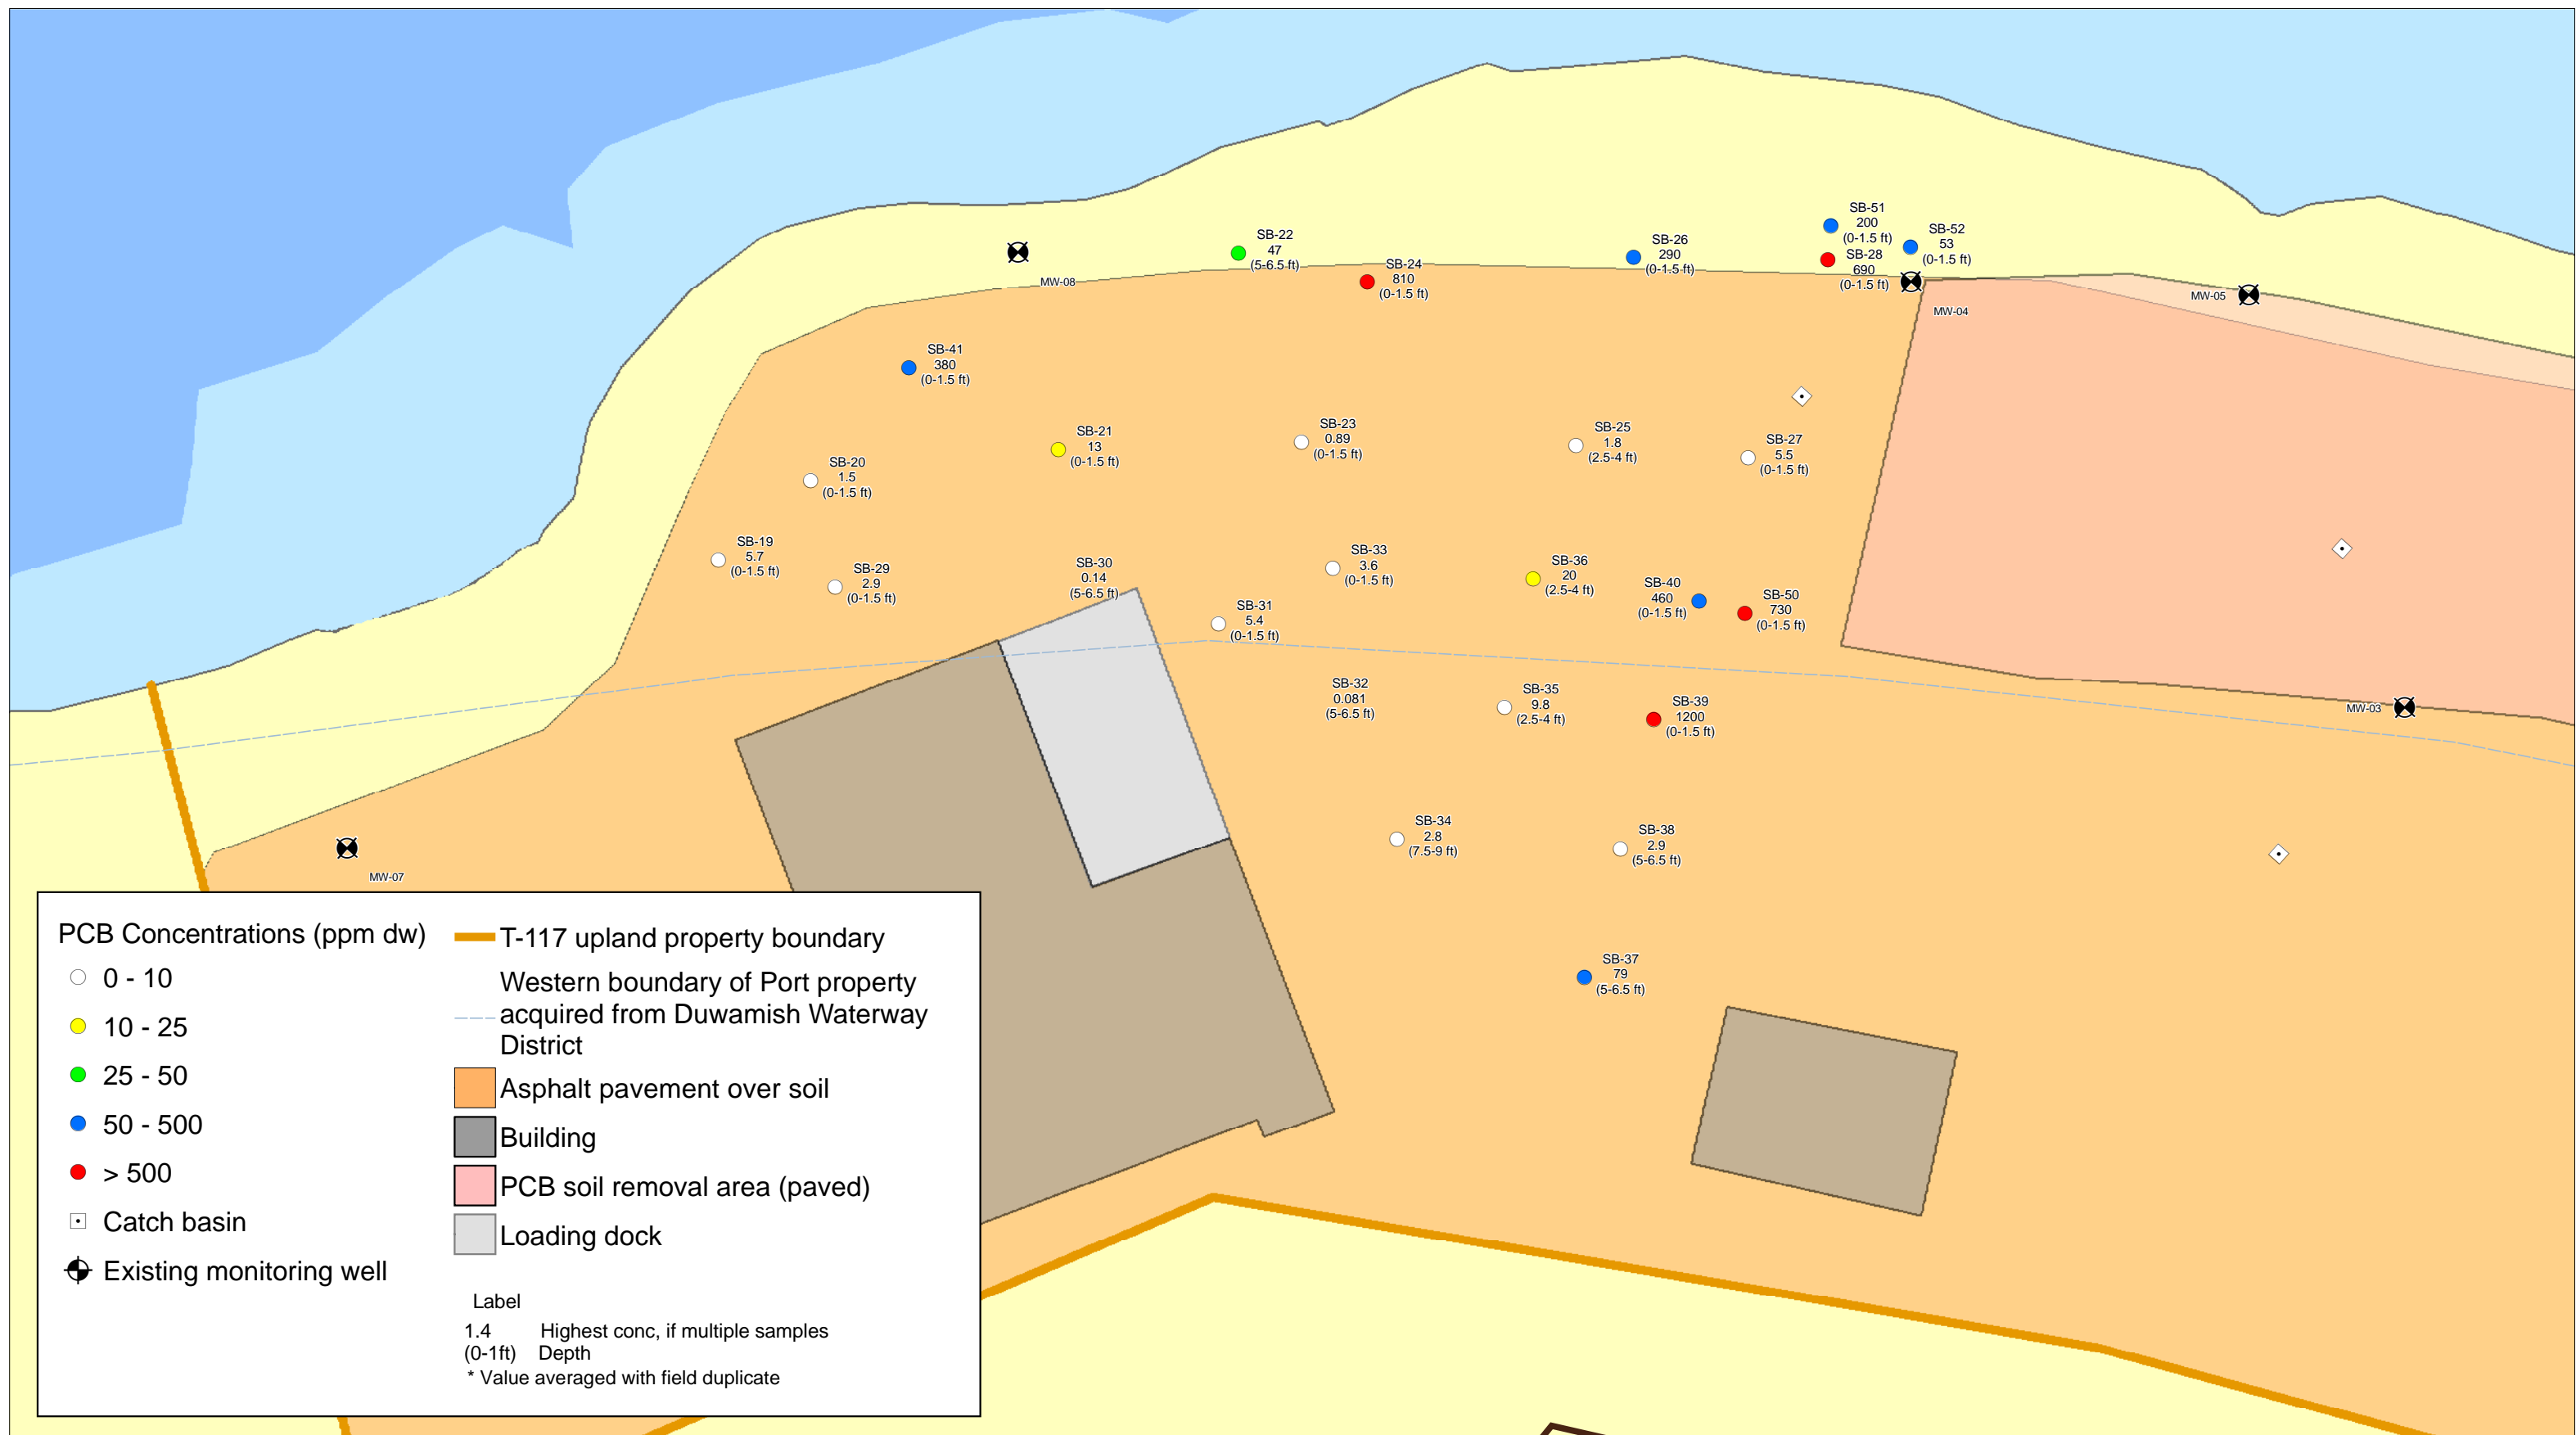 SB-51
200
(0-1.5 ft)
SB-52
53
(0-1.5 ft)
SB-22
47
(5-6.5 ft)
SB-26
290
(0-1.5 ft)
SB-28
690
(0-1.5 ft)
SB-24
810
(0-1.5 ft)
MW-08
MW-05
MW-04
SB-41
380
(0-1.5 ft)
SB-21
13
(0-1.5 ft)
SB-23
0.89
(0-1.5 ft)
SB-25
1.8
(2.5-4 ft)
SB-27
5.5
(0-1.5 ft)
SB-20
1.5
(0-1.5 ft)
SB-19
5.7
(0-1.5 ft)
SB-29
2.9
(0-1.5 ft)
SB-30
0.14
(5-6.5 ft)
SB-33
3.6
(0-1.5 ft)
SB-36
20
(2.5-4 ft)
SB-40
460
(0-1.5 ft)
SB-50
730
(0-1.5 ft)
SB-31
5.4
(0-1.5 ft)
SB-32
0.081
(5-6.5 ft)
SB-35
9.8
(2.5-4 ft)
SB-39
1200
(0-1.5 ft)
MW-03
SB-34
2.8
(7.5-9 ft)
SB-38
2.9
(5-6.5 ft)
MW-07
SB-37
79
(5-6.5 ft)
PCB Concentrations (ppm dw)
0 - 10
10 - 25
25 - 50
50 - 500
> 500
Catch basin
Existing monitoring well
T-117 upland property boundary
Western boundary of Port property
acquired from Duwamish Waterway
District
Asphalt pavement over soil
Building
PCB soil removal area (paved)
Loading dock
Label
1.4 Highest conc, if multiple samples
(0-1ft) Depth
* Value averaged with field duplicate